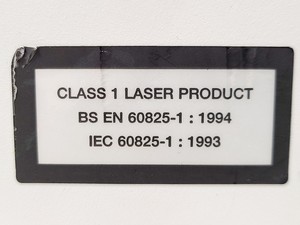 CLASS 1 LASER PRODUCT
BS EN 60825-1 : 1994
IEC 60825-1 : 1993